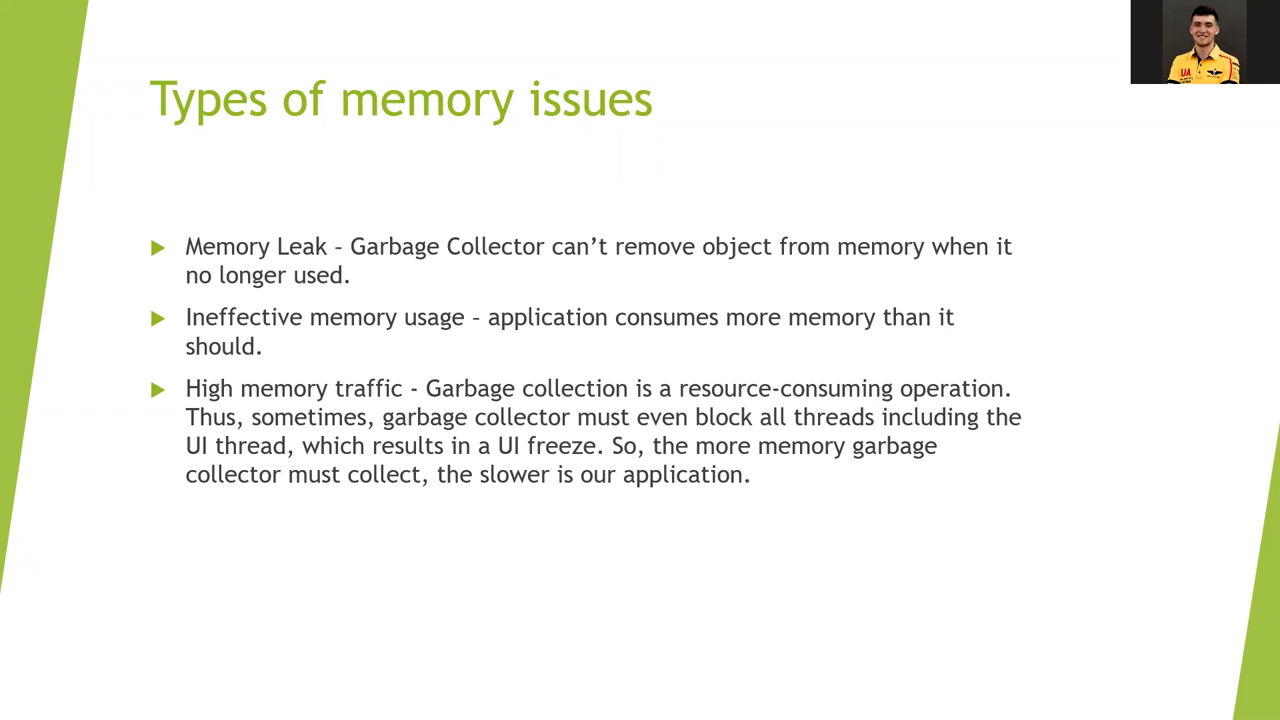 Types of memory issues
Memory Leak – Garbage Collector can’t remove object from memory when it
no longer used.
Ineffective memory usage – application consumes more memory than it
should.
High memory traffic - Garbage collection is a resource-consuming operation.
Thus, sometimes, garbage collector must even block all threads including the
UI thread, which results in a UI freeze. So, the more memory garbage
collector must collect, the slower is our application.
UA